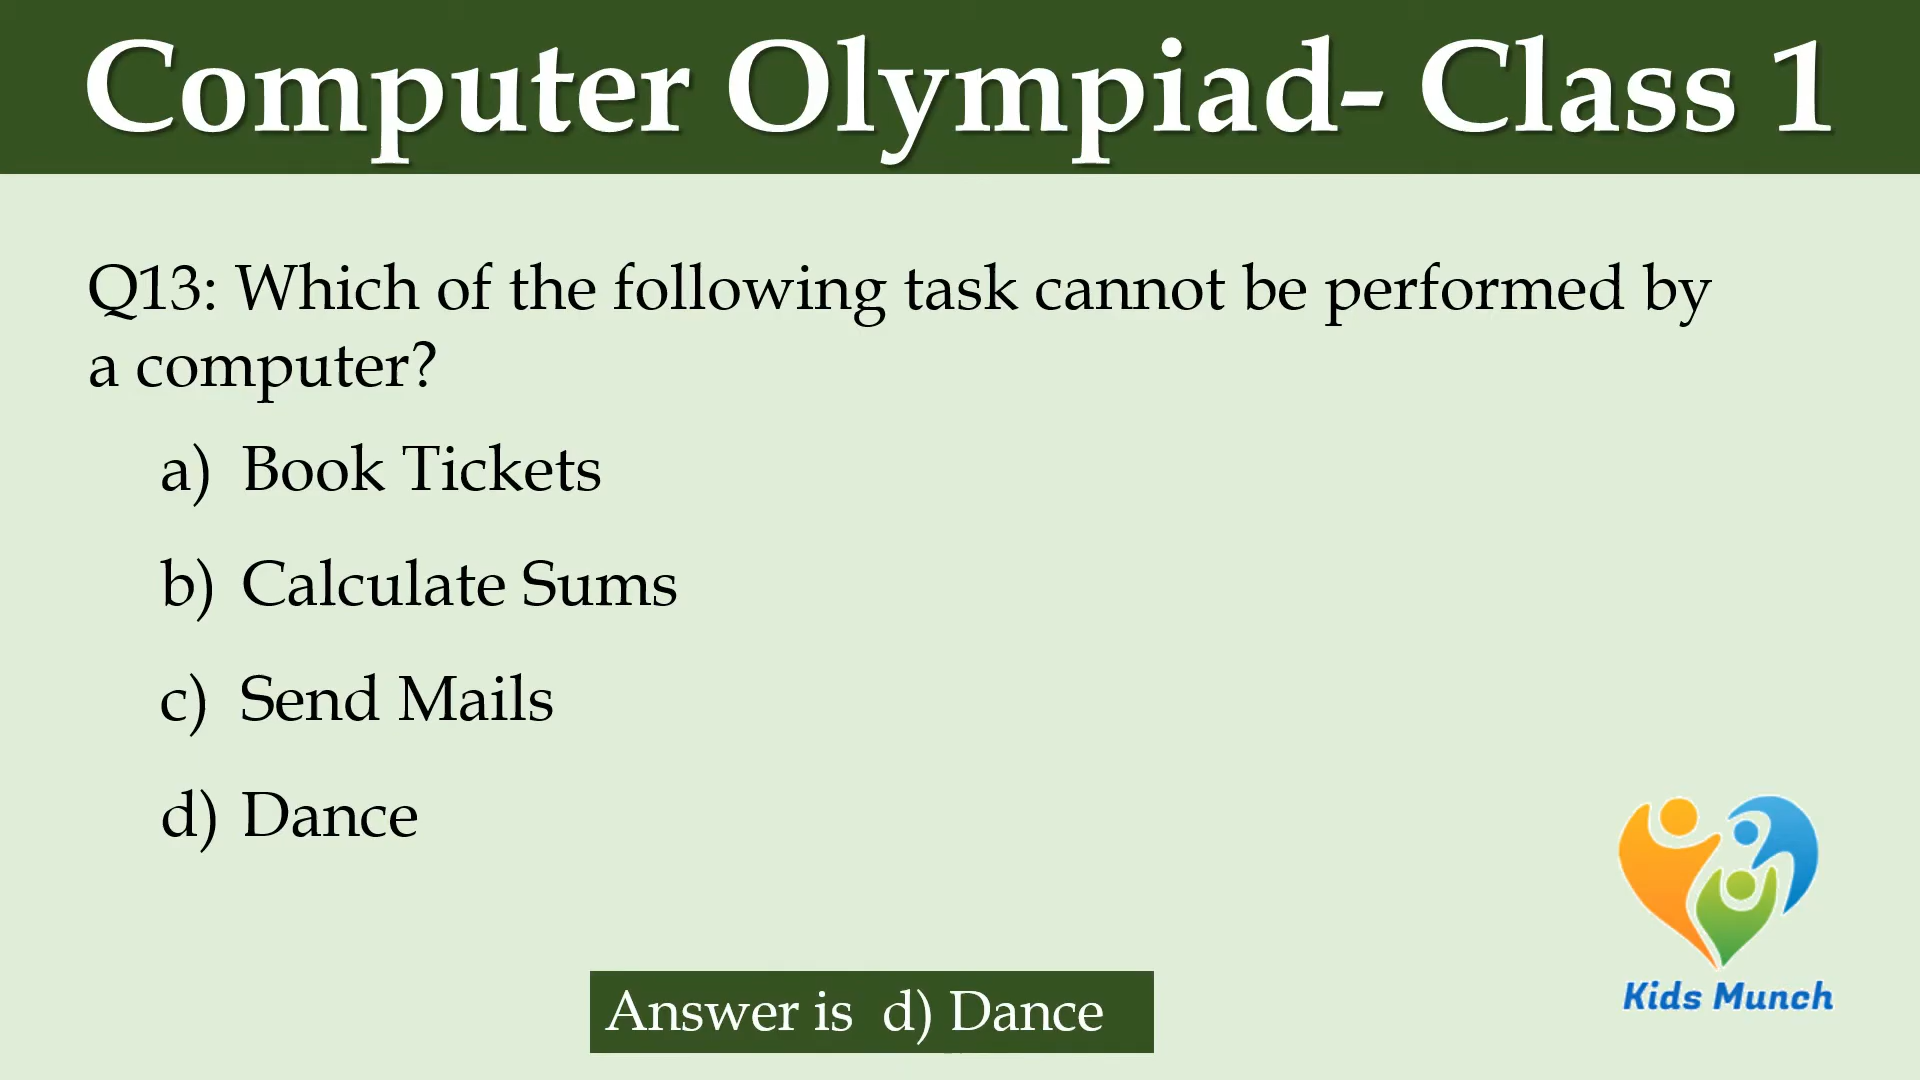 Computer Olympiad- Class 1
Q13: Which of the following task cannot be performed by
a computer?
a) Book Tickets
b) Calculate Sums
c) Send Mails
d) Dance
Kids Munch
Answer is d) Dance